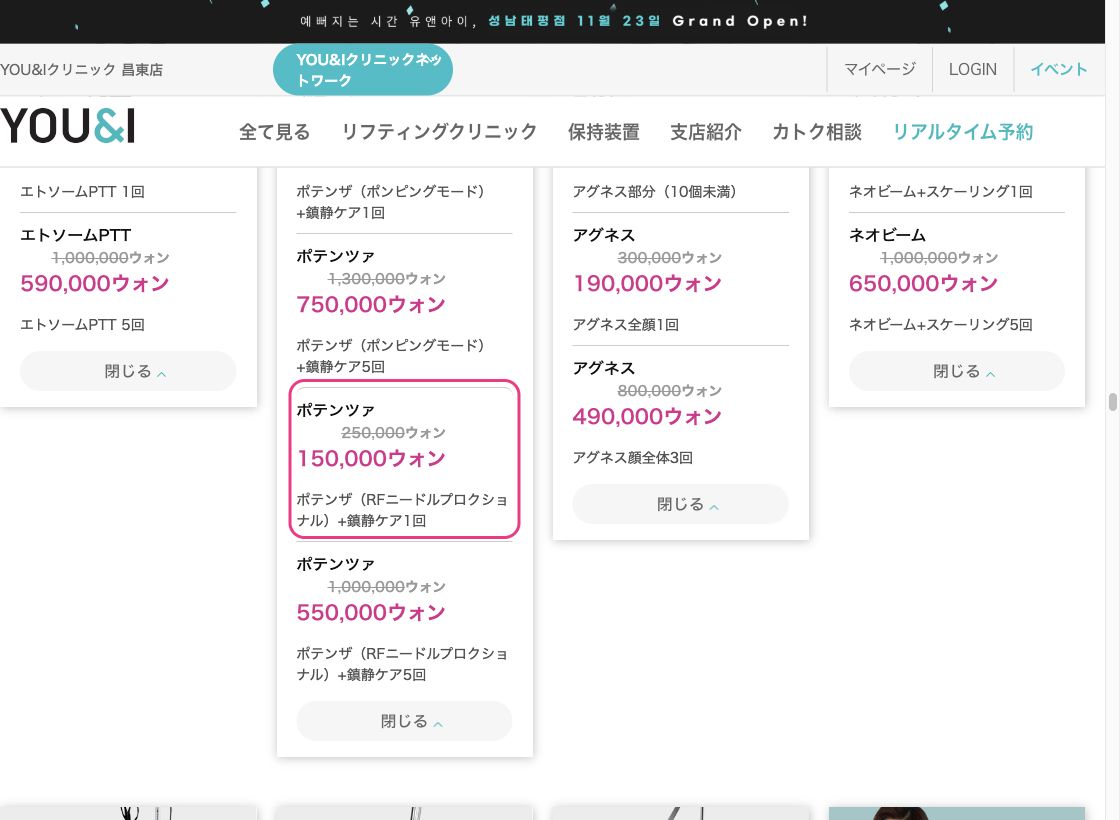 예뻐지는 시간 유앤아이, 성남태평점 11월 23일 Grand Open!
YOU&Iクリニック 昌東店
YOU&Iクリニックネッ
トワーク
マイページ
LOGIN
イベント
YOU&I
全て見る
リフティングクリニック
保持装置
支店紹介
カトク相談
リアルタイム予約
エトソームPTT 1回
エトソームPTT
1,000,000ウォン
590,000ウォン
エトソームPTT 5回
閉じる
ポテンザ（ポンピングモード）
+鎮静ケア1回
ポテンツァ
1,300,000ウォン
750,000ウォン
ポテンザ（ポンピングモード）
+鎮静ケア5回
ポテンツァ
250,000ウォン
150,000ウォン
ポテンザ（RFニードルプロクショ
ナル）+鎮静ケア1回
ポテンツァ
1,000,000ウォン
550,000ウォン
ポテンザ（RFニードルプロクショ
ナル）+鎮静ケア5回
閉じる
アグネス部分（10個未満）
アグネス
300,000ウォン
190,000ウォン
アグネス全顔1回
アグネス
800,000ウォン
490,000ウォン
アグネス顔全体3回
閉じる
ネオビーム+スケーリング1回
ネオビーム
1,000,000ウォン
650,000ウォン
ネオビーム+スケーリング5回
閉じる